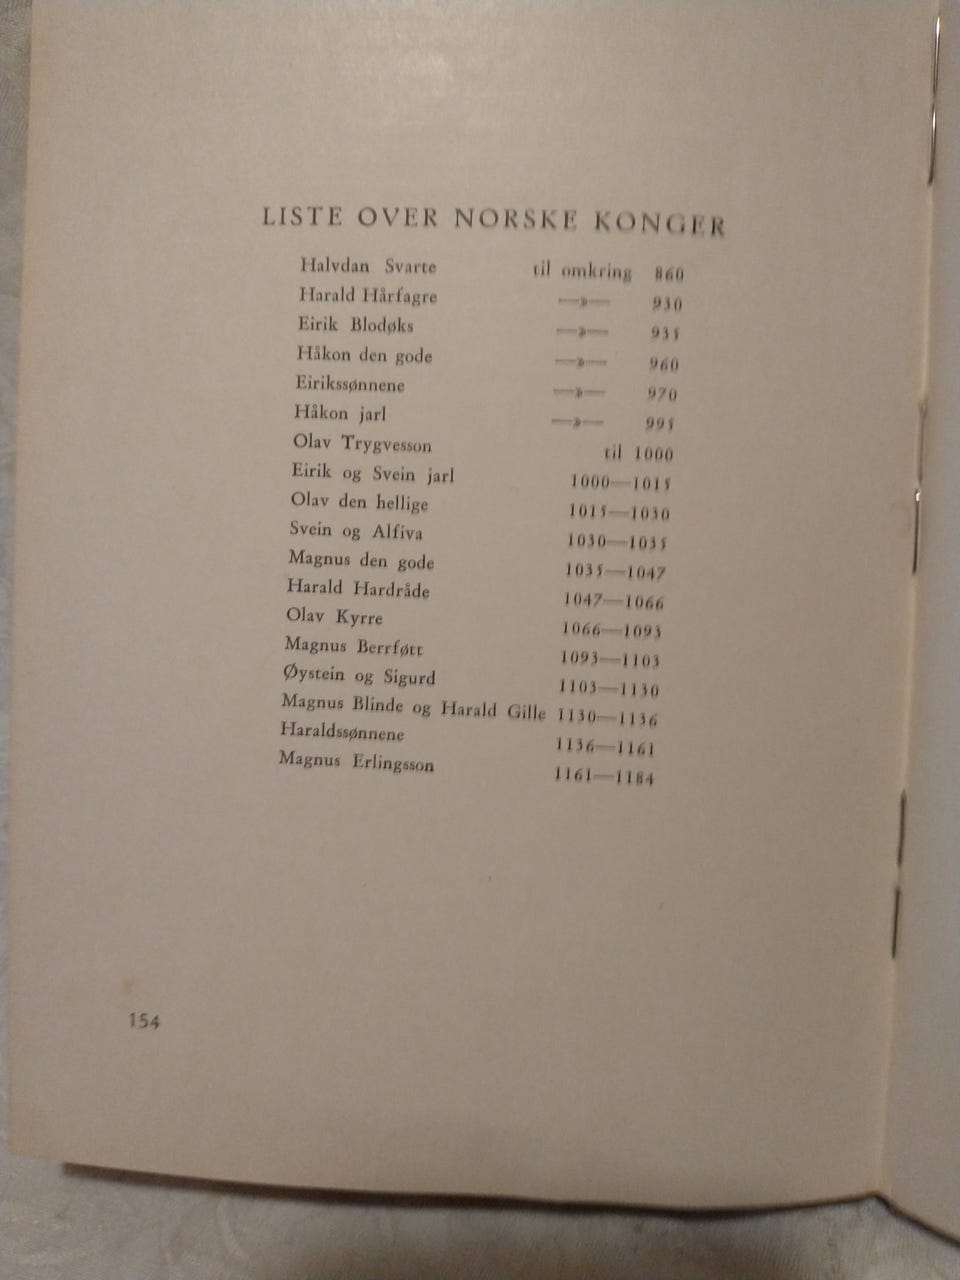 LISTE OVER NORSKE KONGER
Halvdan Svarte til omkring 860
Harald Hårfagre —»— 930
Eirik Blodøks —»— 935
Håkon den gode —»— 960
Eirikssønnene —»— 970
Håkon jarl —»— 995
Olav Trygvesson til 1000
Eirik og Svein jarl 1000—1015
Olav den hellige 1015—1030
Svein og Alfiva 1030—1035
Magnus den gode 1035—1047
Harald Hardråde 1047—1066
Olav Kyrre 1066—1093
Magnus Berrføtt 1093—1103
Øystein og Sigurd 1103—1130
Magnus Blinde og Harald Gille 1130—1136
Haraldssønnene 1136—1161
Magnus Erlingsson 1161—1184
154